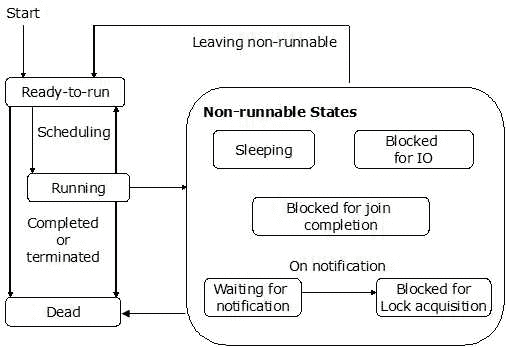 Start
Leaving non-runnable
Ready-to-run
Scheduling
Running
Completed
or
terminated
Dead
Non-runnable States
Sleeping
Blocked
for IO
Blocked for join
completion
On notification
Waiting for
notification
Blocked for
Lock acquisition